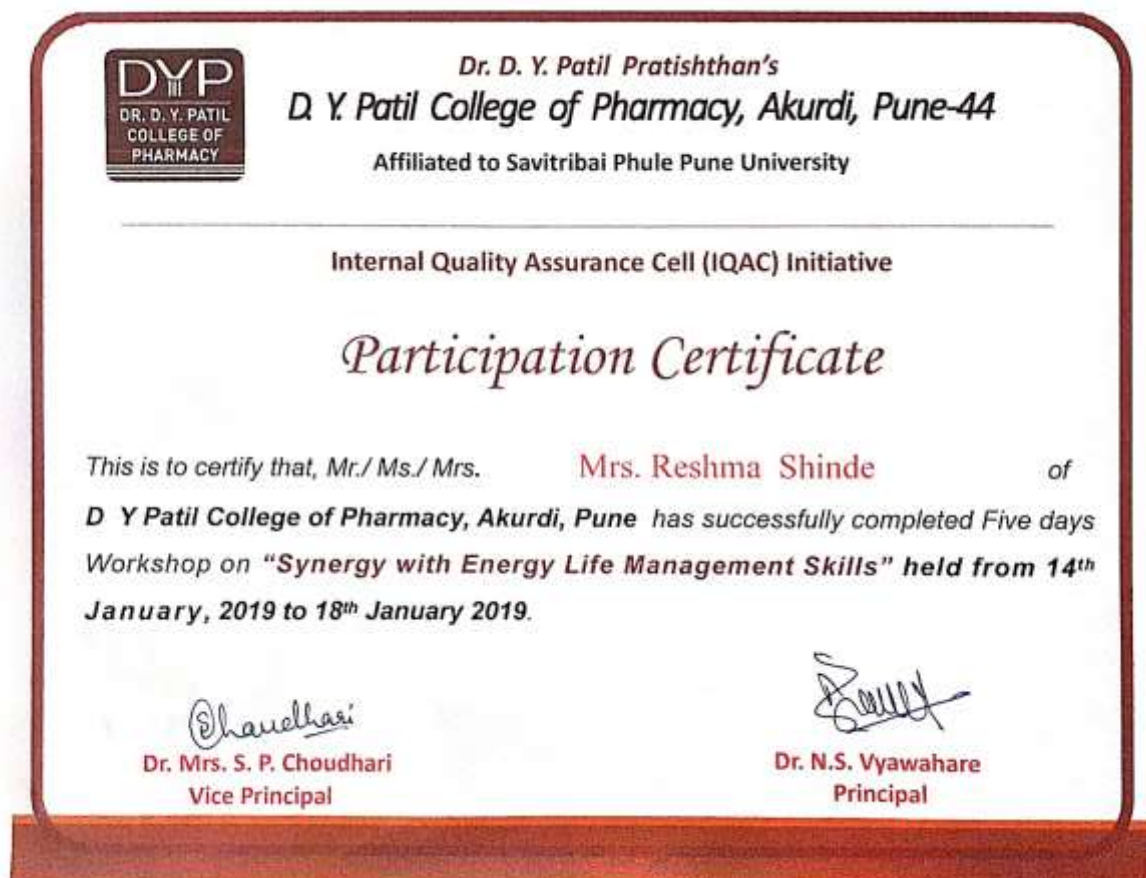 DYP
DR. D. Y. PATIL
COLLEGE OF
PHARMACY
Dr. D. Y. Patil Pratishthan's
D. Y. Patil College of Pharmacy, Akurdi, Pune-44
Affiliated to Savitribai Phule Pune University
Internal Quality Assurance Cell (IQAC) Initiative
Participation Certificate
This is to certify that, Mr./ Ms./ Mrs. Mrs. Reshma Shinde of
D Y Patil College of Pharmacy, Akurdi, Pune has successfully completed Five days
Workshop on “Synergy with Energy Life Management Skills” held from 14th
January, 2019 to 18th January 2019.
Chaudhari
Dr. Mrs. S. P. Choudhari
Vice Principal
Dr. N.S. Vyawahare
Principal